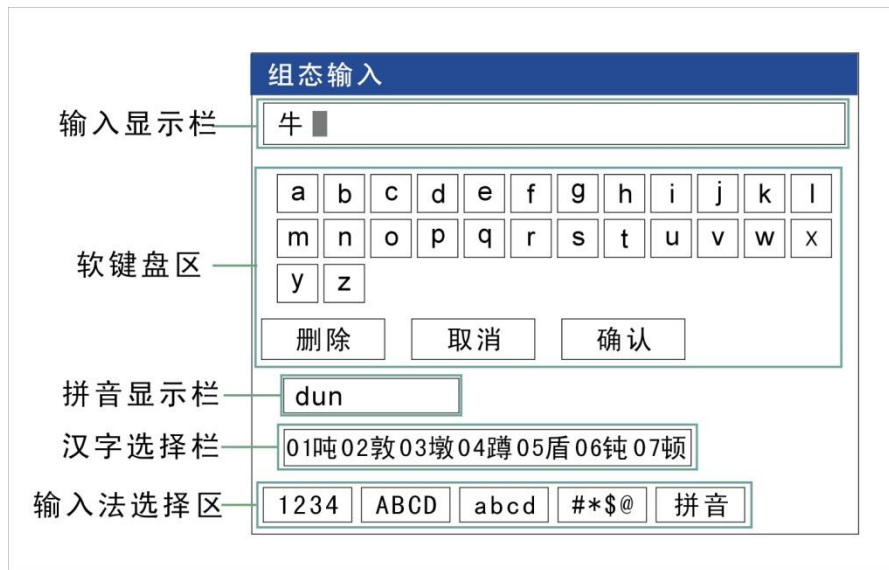 组态输入
输入显示栏
牛
a b c d e f g h i j k l
m n o p q r s t u v w x
软键盘区
y z
删除 取消 确认
拼音显示栏
dun
汉字选择栏
01吨02敦03墩04蹲05盾06钝07顿
输入法选择区
1234 ABCD abcd #*$@ 拼音